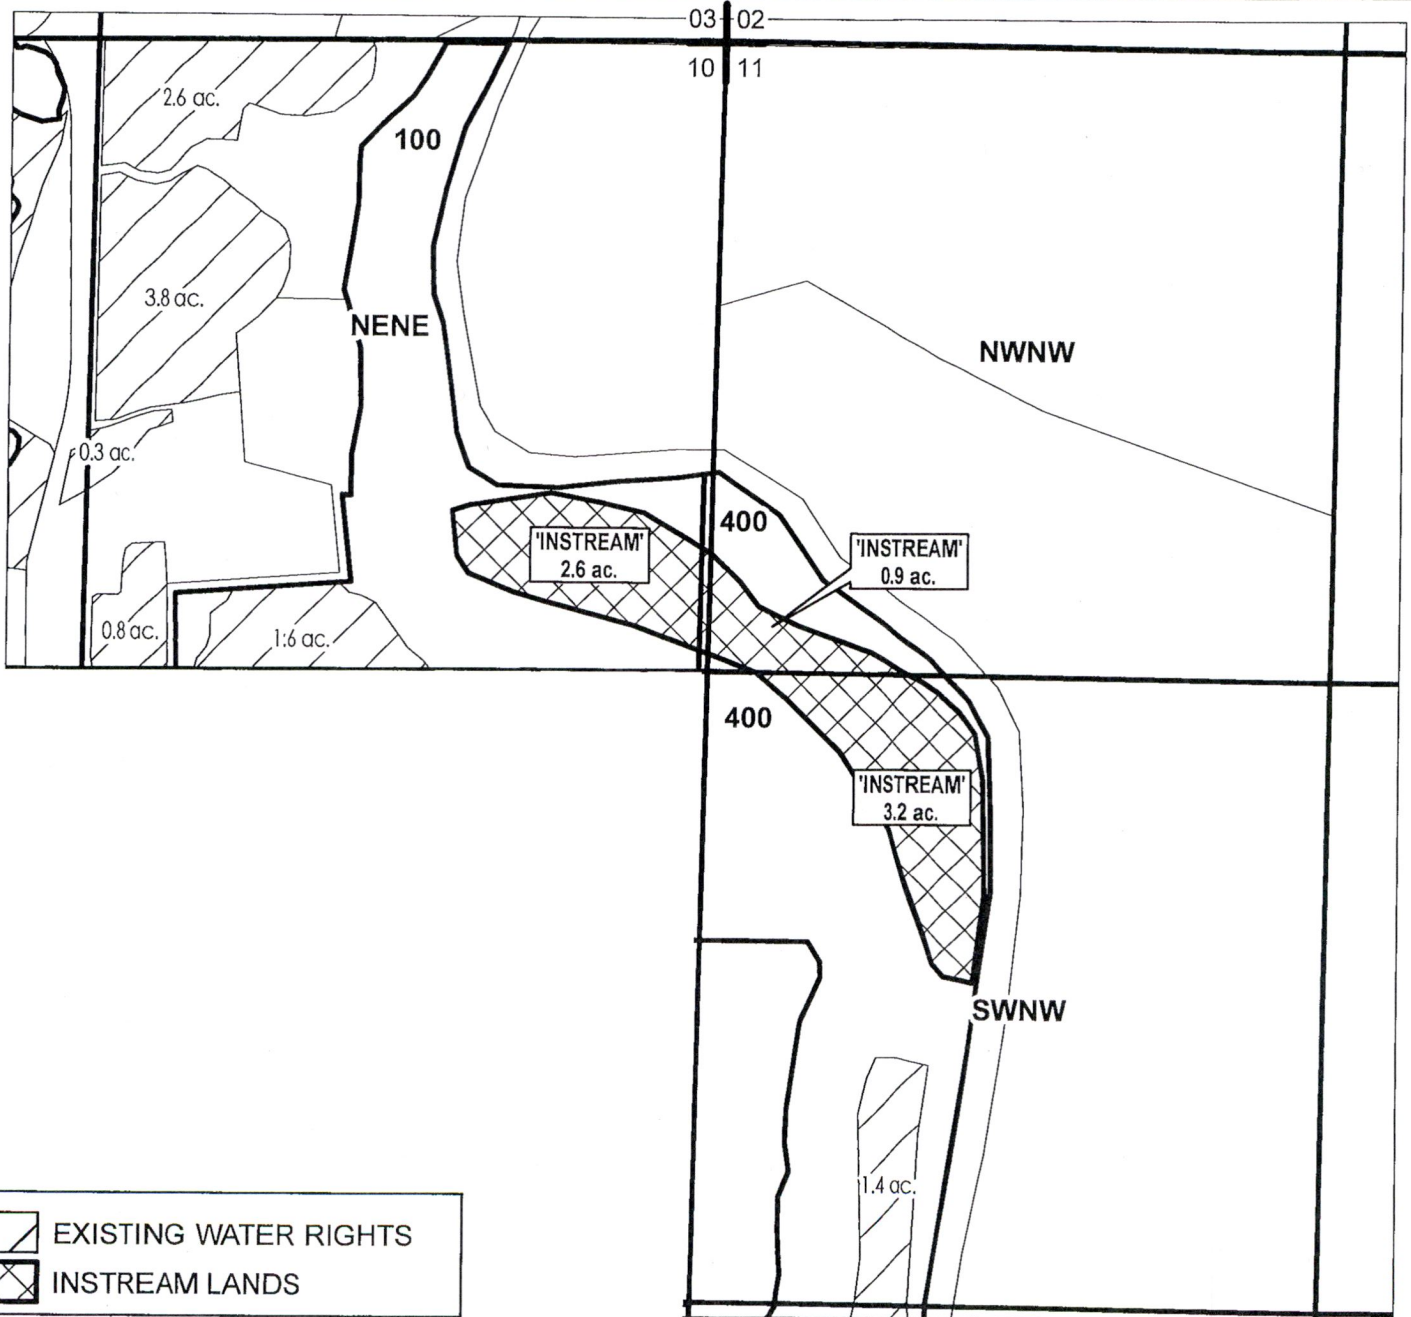 03 02
10 11
2.6 ac.
100
3.8 ac.
NENE
NWNW
0.3 ac.
400
'INSTREAM'
2.6 ac.
'INSTREAM'
0.9 ac.
0.8 ac.
1.6 ac.
400
'INSTREAM'
3.2 ac.
SWNW
1.4 ac.
EXISTING WATER RIGHTS
INSTREAM LANDS